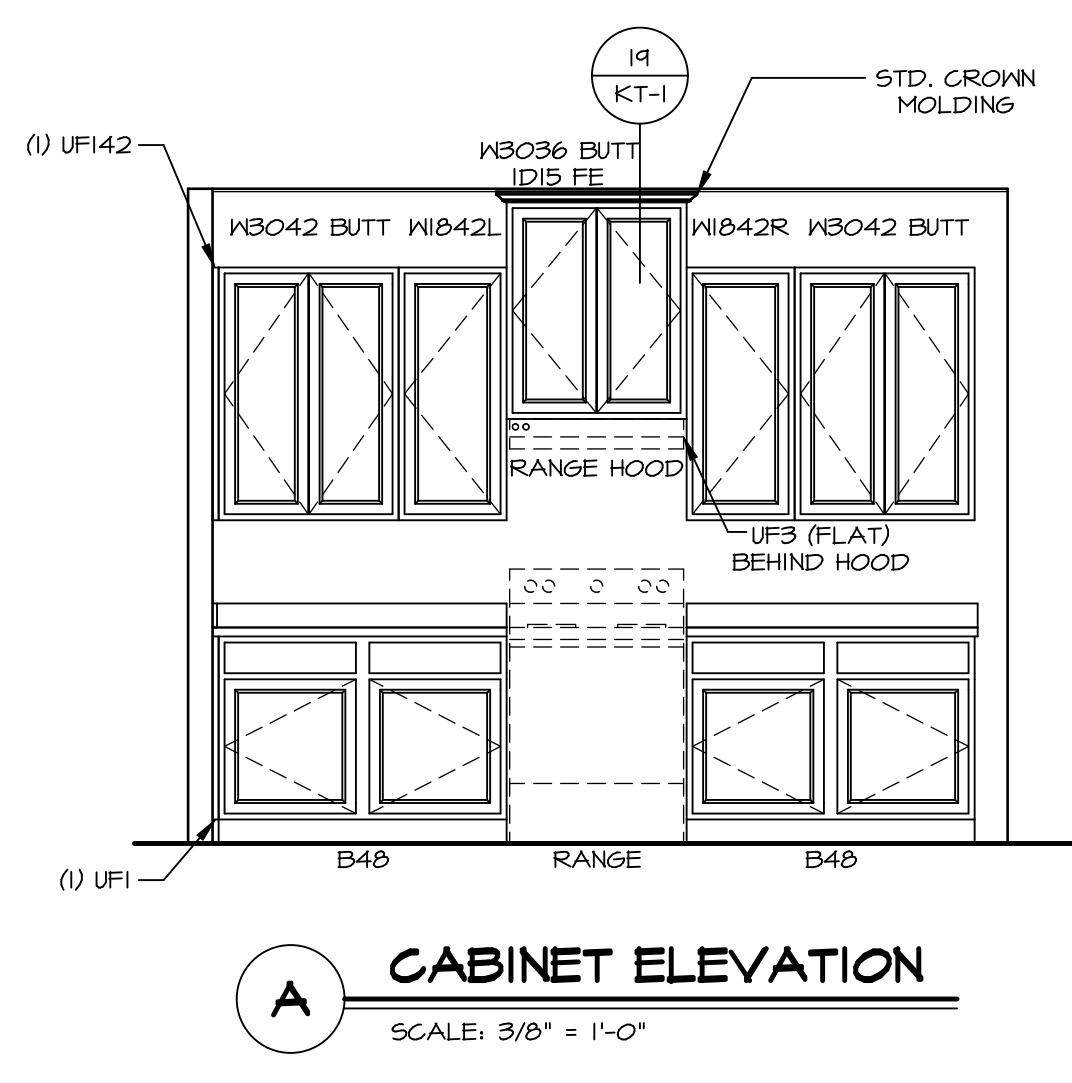 19
KT-1
STD. CROWN
MOLDING
(1) UF142
W3036 BUTT
1D15 FE
W3042 BUTT
W1842L
W1842R
W3042 BUTT
RANGE HOOD
UF3 (FLAT)
BEHIND HOOD
B48
RANGE
B48
(1) UF1
A
CABINET ELEVATION
SCALE: 3/8" = 1'-0"